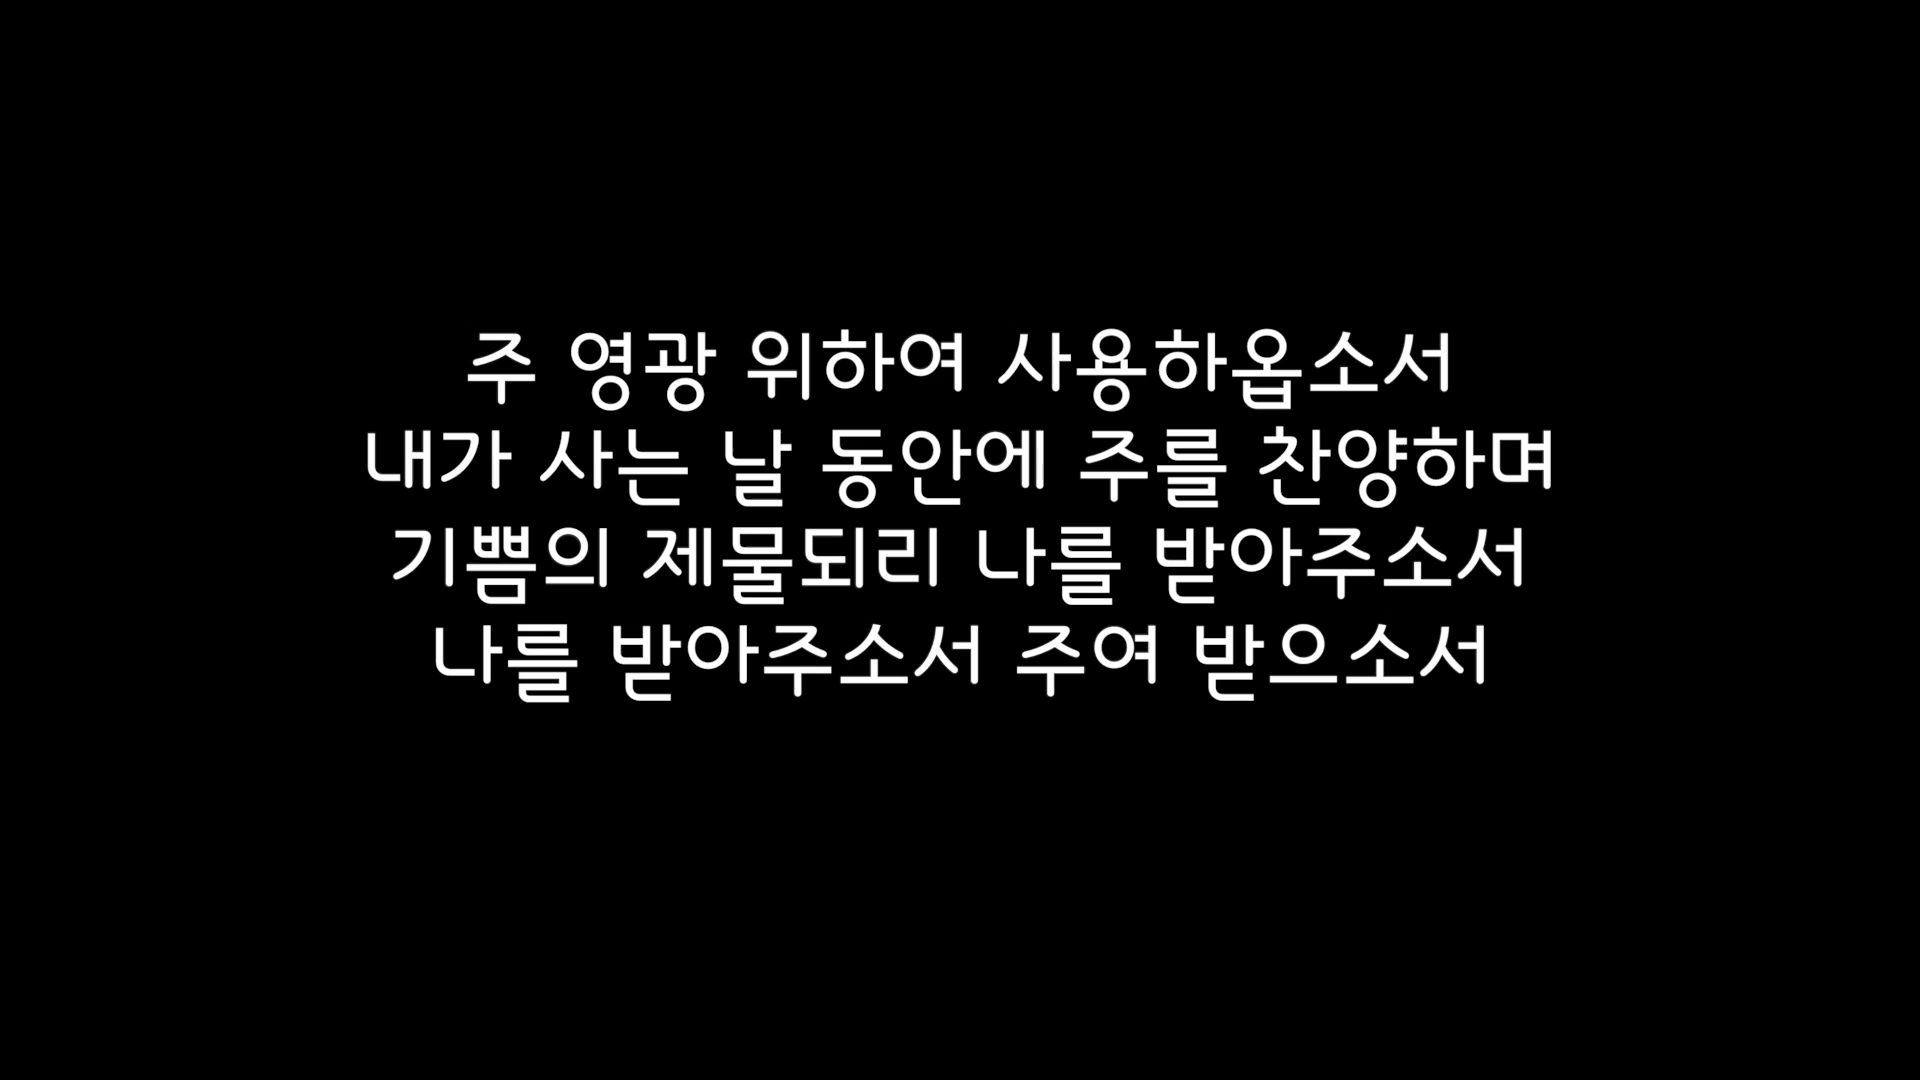 주 영광 위하여 사용하옵소서
내가 사는 날 동안에 주를 찬양하며
기쁨의 제물되리 나를 받아주소서
나를 받아주소서 주여 받으소서